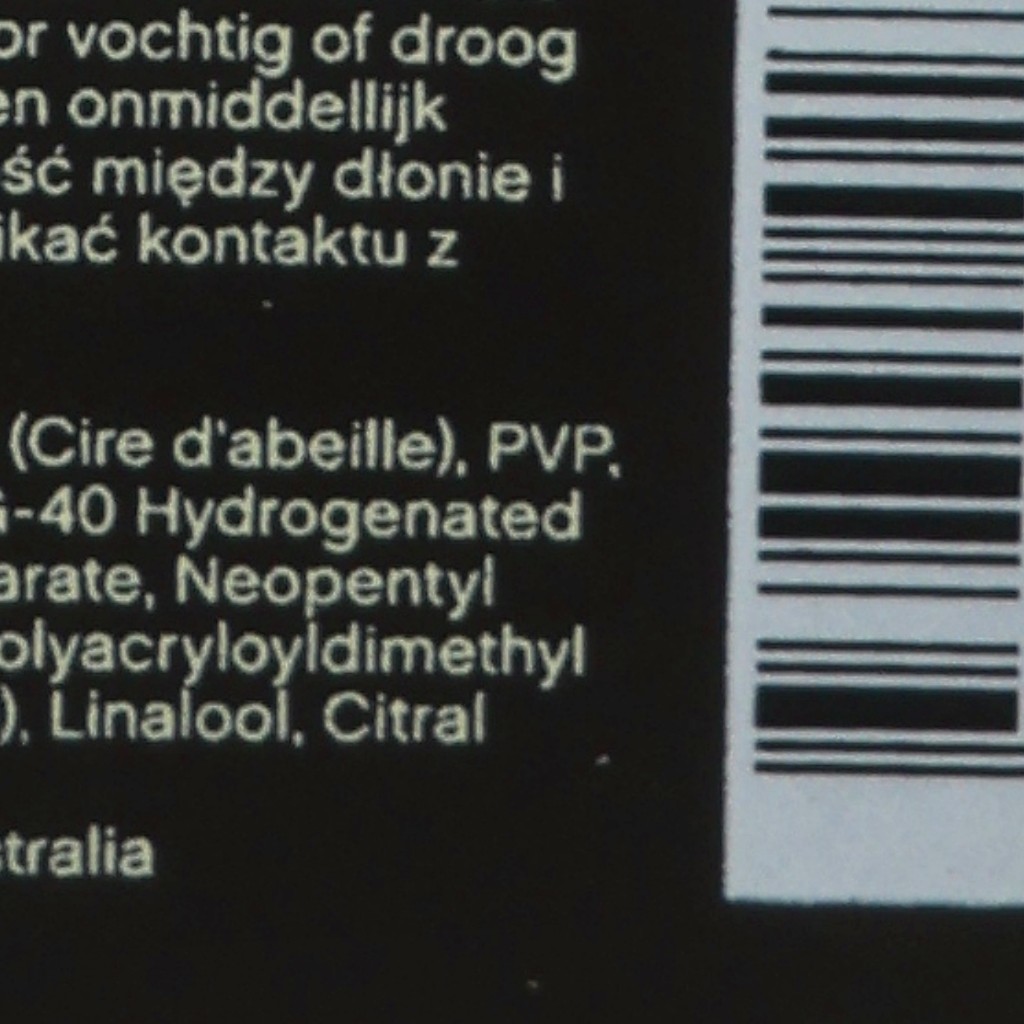 or vochtig of droog
en onmiddellijk
ść między dłonie i
ikać kontaktu z
(Cire d'abeille), PVP,
G-40 Hydrogenated
arate, Neopentyl
olyacryloyldimethyl
), Linalool, Citral
stralia